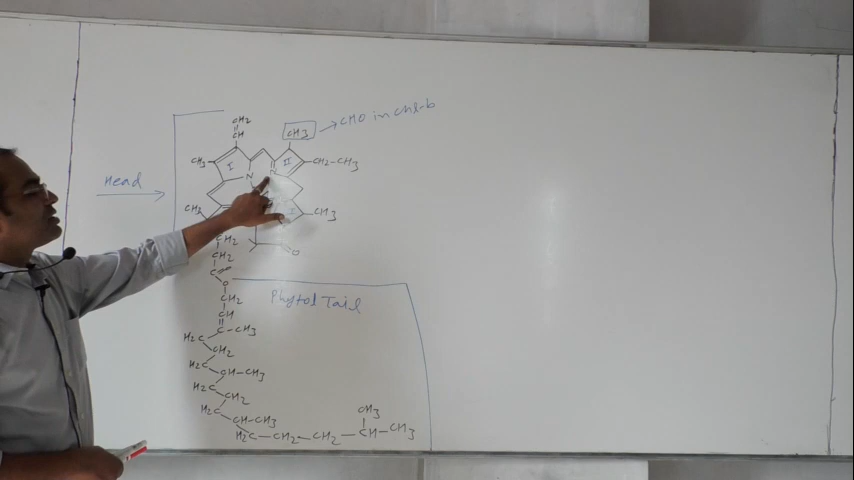 CH2
||
CH
CH3 → CHO in Chl-b
CH3 I II CH2-CH3
N N
Head
CH3 CH3
CH2
CH2
C
O
O
CH2
Phytol Tail
CH
||
C-CH3
H2C
CH2
H2C
CH-CH3
H2C
CH2
H2C
CH-CH3
H2C-CH2-CH2-CH-CH3
CH3